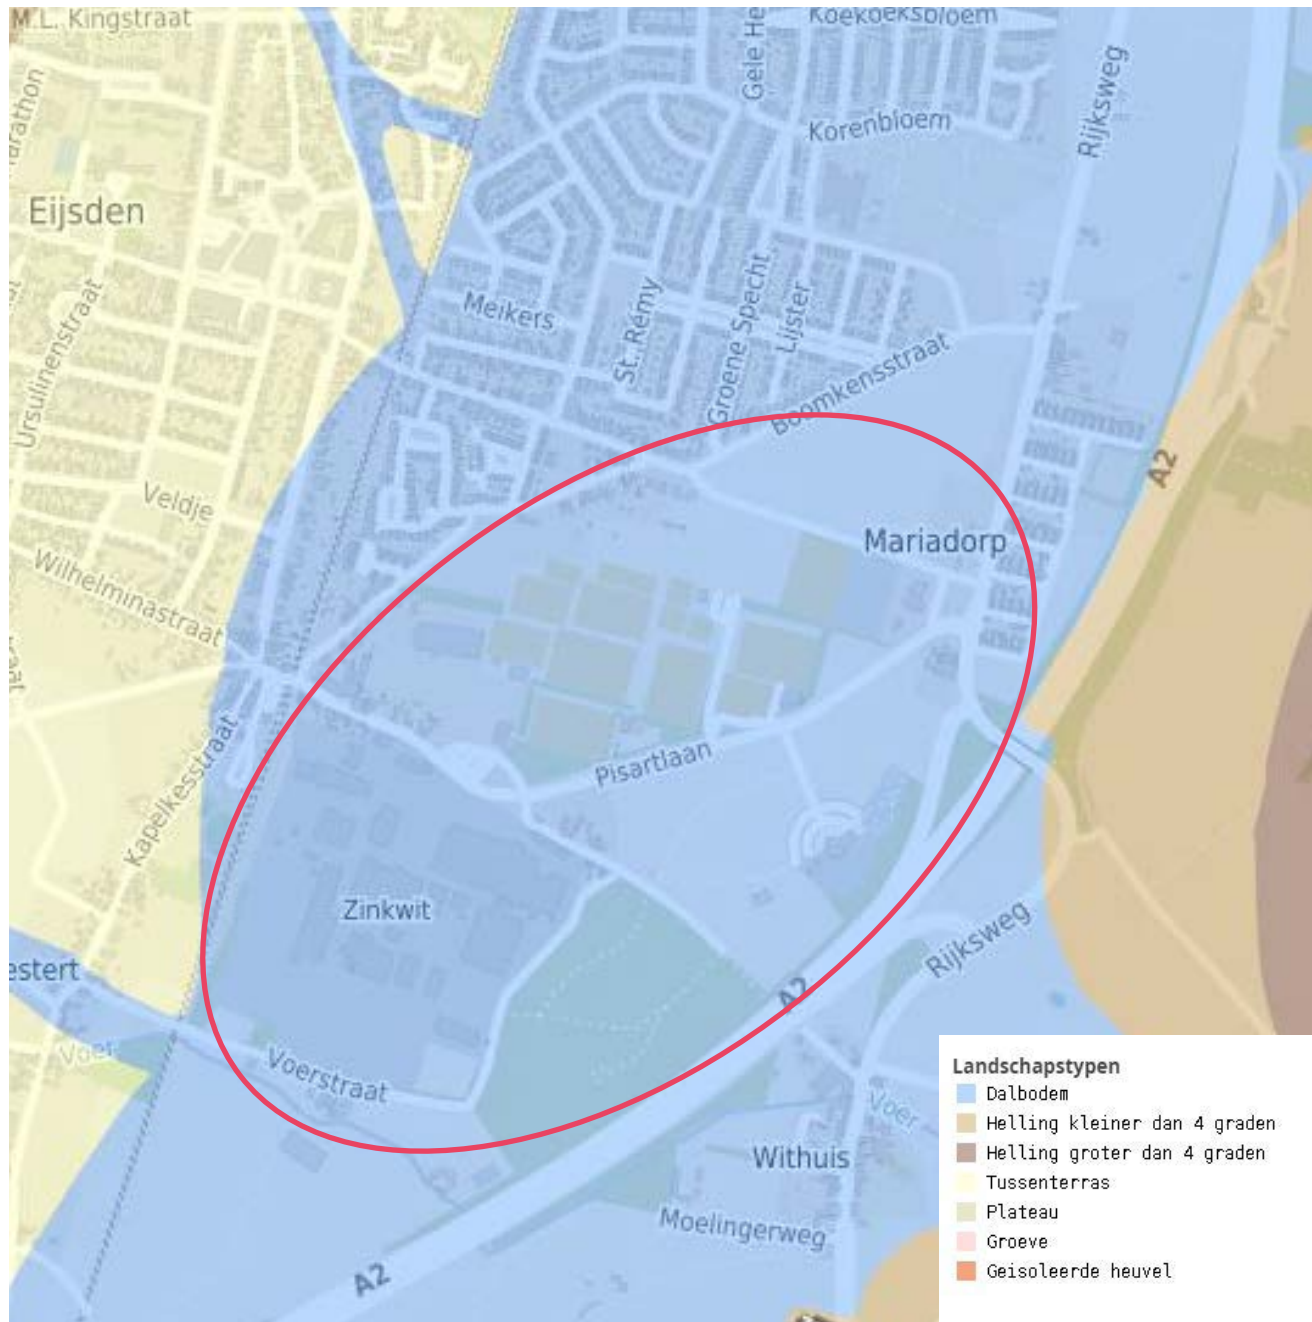 M.L. Kingstraat
Koekoeksbloem
Gele He
Rijksweg
arathon
Korenbloem
Eijsden
Ursulinenstraat
Meikers
St. Rémy
Groene Specht
Lijster
Boomkensstraat
A2
Veldje
Mariadorp
Wilhelminastraat
Pisartlaan
Kapelkesstraat
Zinkwit
Rijksweg
estert
A2
Voer
Voerstraat
Voer
Withuis
Moelingerweg
A2
Landschapstypen
Dalbodem
Helling kleiner dan 4 graden
Helling groter dan 4 graden
Tussenterras
Plateau
Groeve
Geisoleerde heuvel